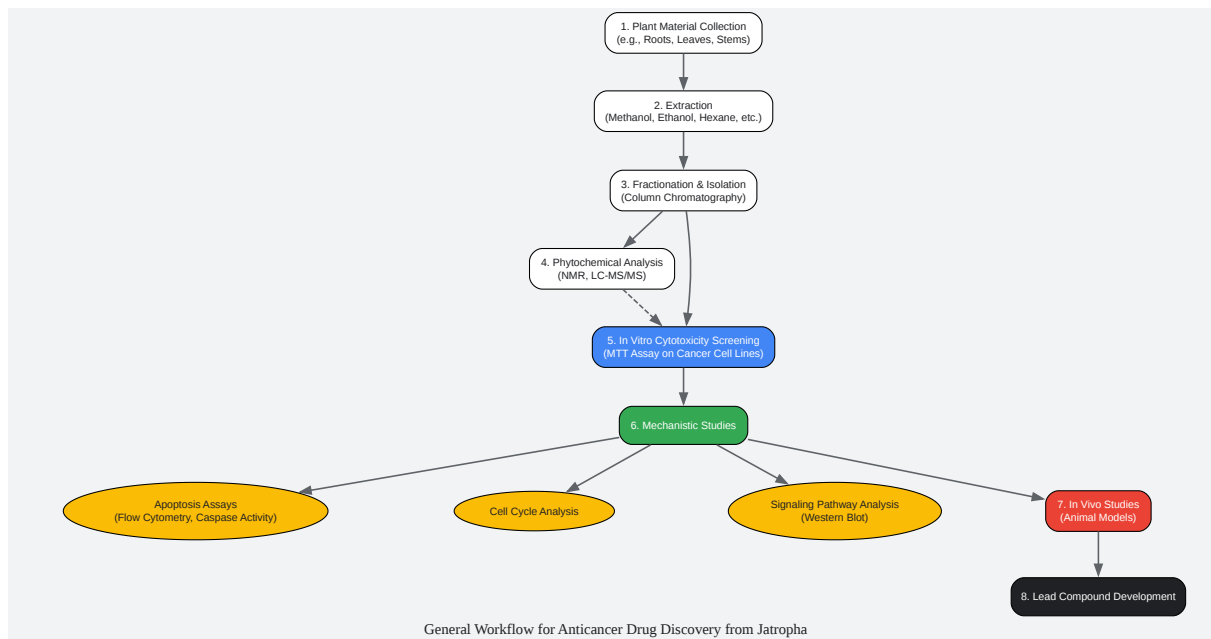 1. Plant Material Collection
(e.g., Roots, Leaves, Stems)
2. Extraction
(Methanol, Ethanol, Hexane, etc.)
3. Fractionation & Isolation
(Column Chromatography)
4. Phytochemical Analysis
(NMR, LC-MS/MS)
5. In Vitro Cytotoxicity Screening
(MTT Assay on Cancer Cell Lines)
6. Mechanistic Studies
Apoptosis Assays
(Flow Cytometry, Caspase Activity)
Cell Cycle Analysis
Signaling Pathway Analysis
(Western Blot)
7. In Vivo Studies
(Animal Models)
8. Lead Compound Development
General Workflow for Anticancer Drug Discovery from Jatropha